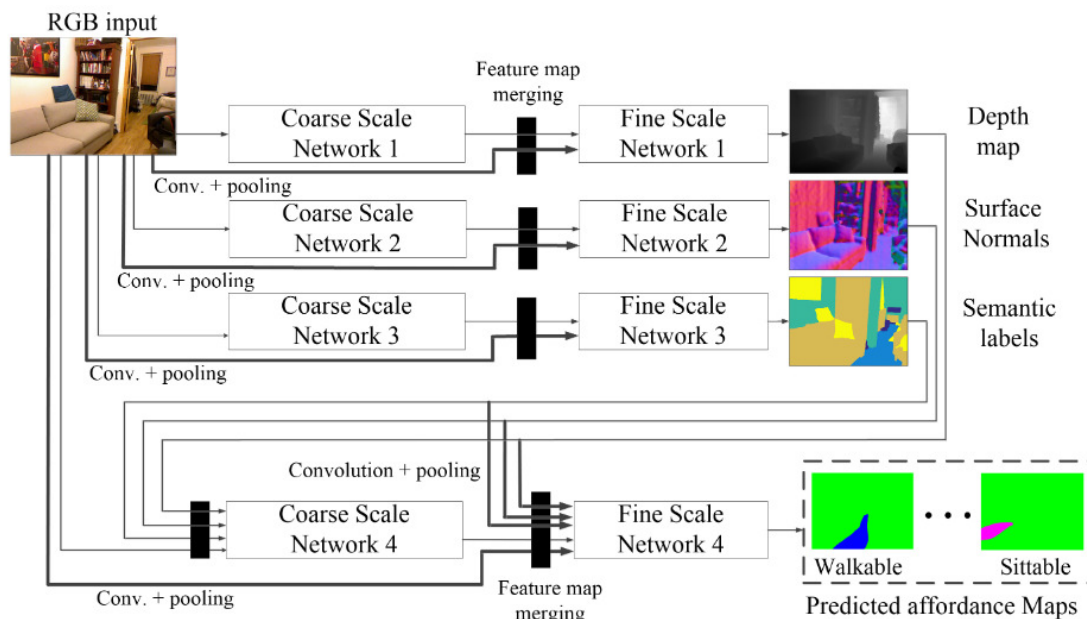 RGB input
Feature map
merging
Coarse Scale
Network 1
Fine Scale
Network 1
Depth
map
Conv. + pooling
Coarse Scale
Network 2
Fine Scale
Network 2
Surface
Normals
Conv. + pooling
Coarse Scale
Network 3
Fine Scale
Network 3
Semantic
labels
Conv. + pooling
Convolution + pooling
Coarse Scale
Network 4
Fine Scale
Network 4
Walkable
Sittable
Conv. + pooling
Feature map
merging
Predicted affordance Maps